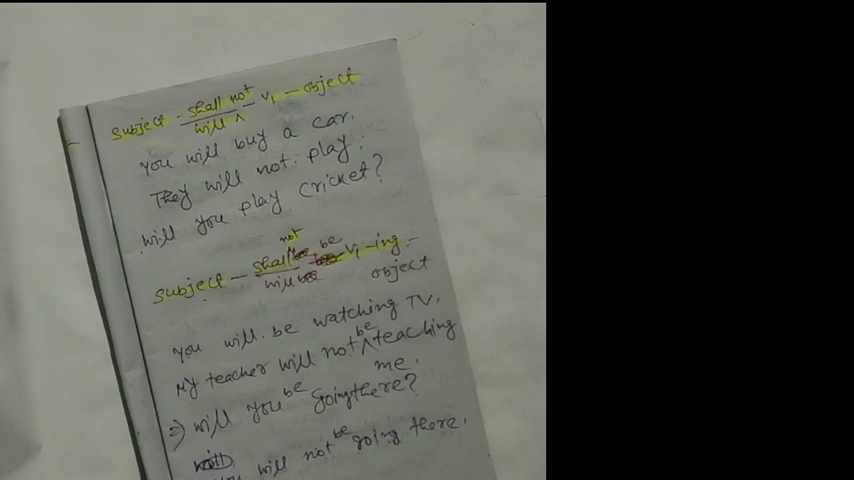 Subject - shall not / will ^ - V1 - object
You will buy a car.
They will not play.
Will you play cricket?
Subject - shall not / will be V1 - ing -
object
You will be watching TV.
My teacher will not be ^ teaching
me.
=> Will you be going there?
You will not be going there.